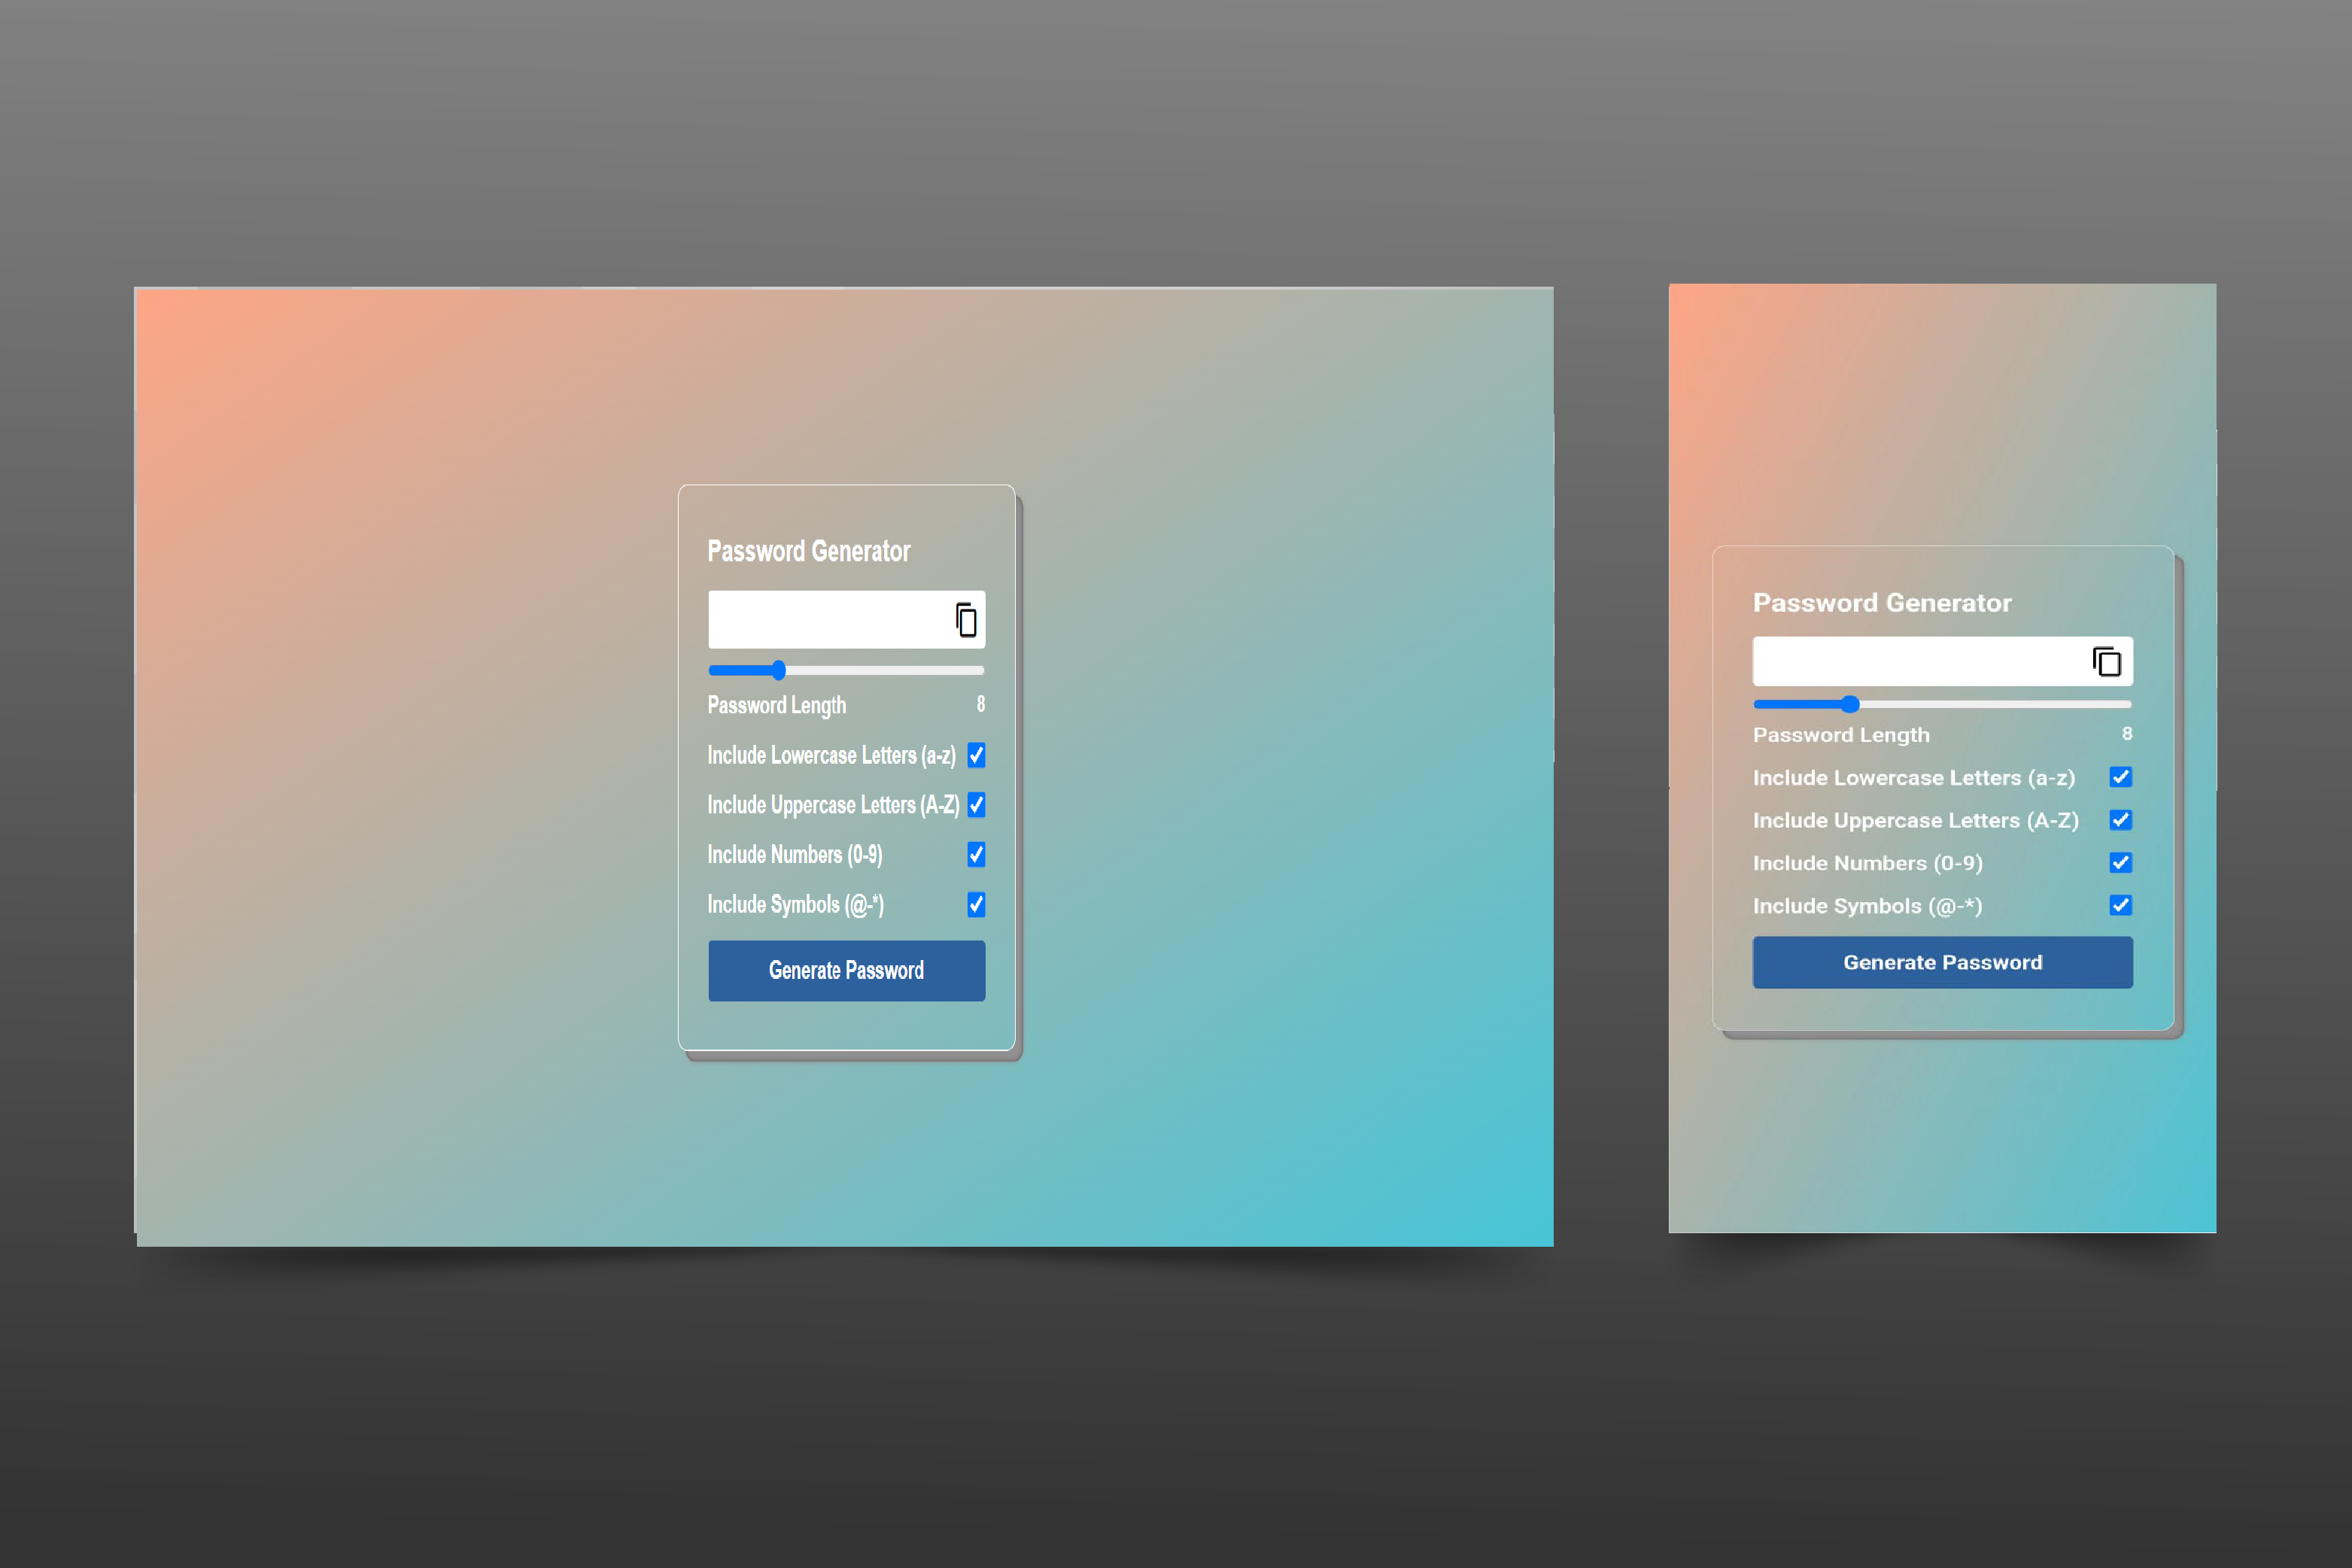 Password Generator
Password Length 8
Include Lowercase Letters (a-z)
Include Uppercase Letters (A-Z)
Include Numbers (0-9)
Include Symbols (@-*)
Generate Password
Password Generator
Password Length 8
Include Lowercase Letters (a-z)
Include Uppercase Letters (A-Z)
Include Numbers (0-9)
Include Symbols (@-*)
Generate Password